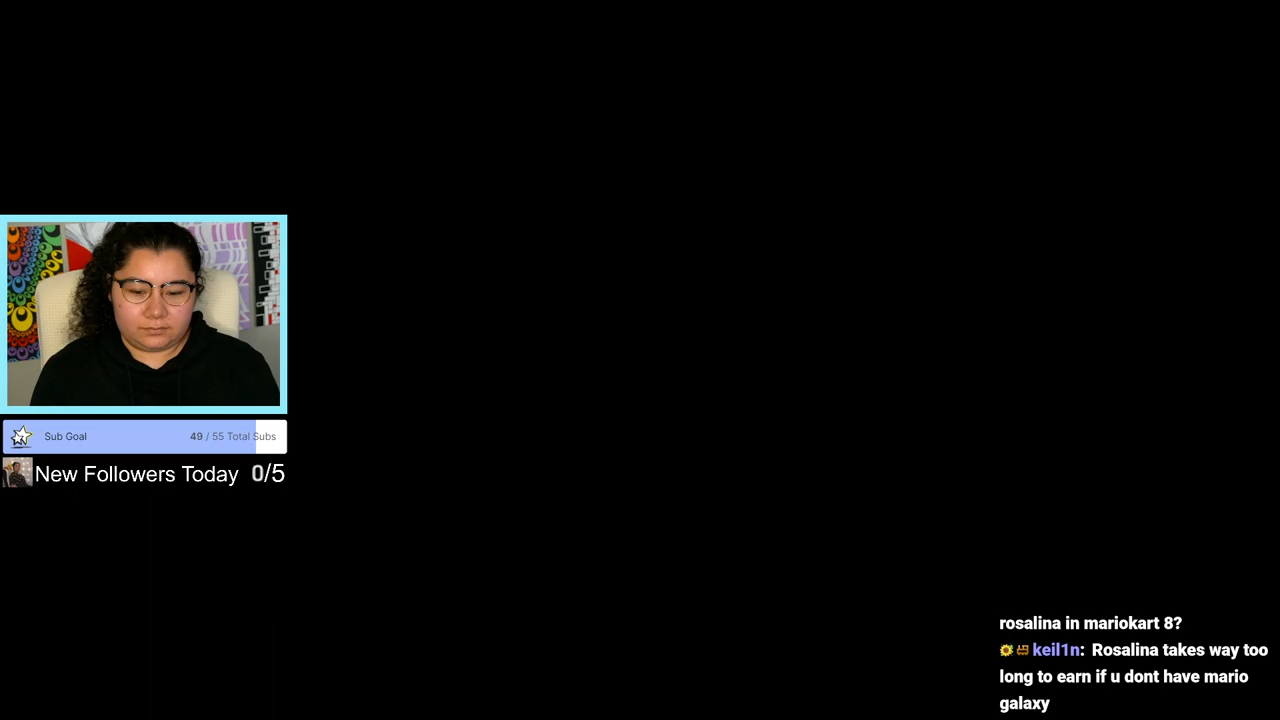 Sub Goal 49 / 55 Total Subs
New Followers Today 0/5
rosalina in mariokart 8?
keil1n: Rosalina takes way too
long to earn if u dont have mario
galaxy